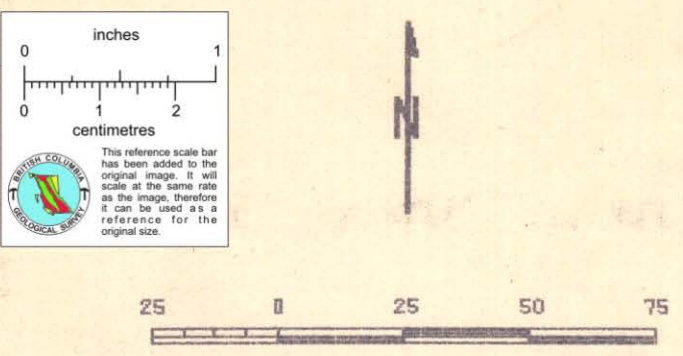 inches
0 1
0 1 2
centimetres
This reference scale bar
has been added to the
original image. It will
scale at the same rate
as the image, therefore
it can be used as a
reference for the
original size.
BRITISH COLUMBIA
GEOLOGICAL SURVEY
N
25 0 25 50 75